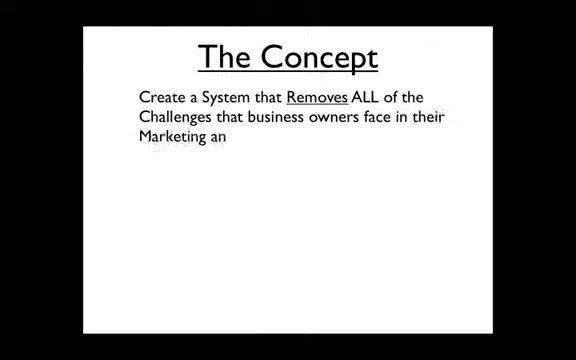 The Concept
Create a System that Removes ALL of the
Challenges that business owners face in their
Marketing an